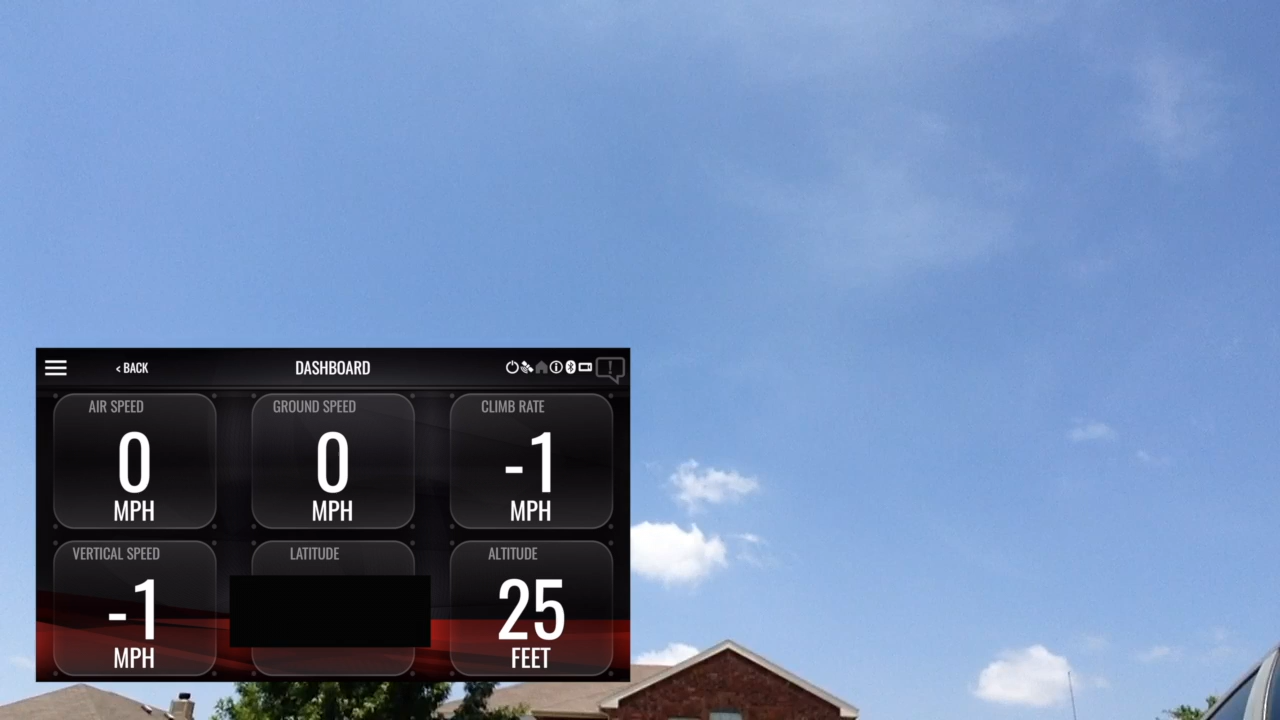 < BACK
DASHBOARD
AIR SPEED
0
MPH
GROUND SPEED
0
MPH
CLIMB RATE
-1
MPH
VERTICAL SPEED
-1
MPH
LATITUDE
ALTITUDE
25
FEET